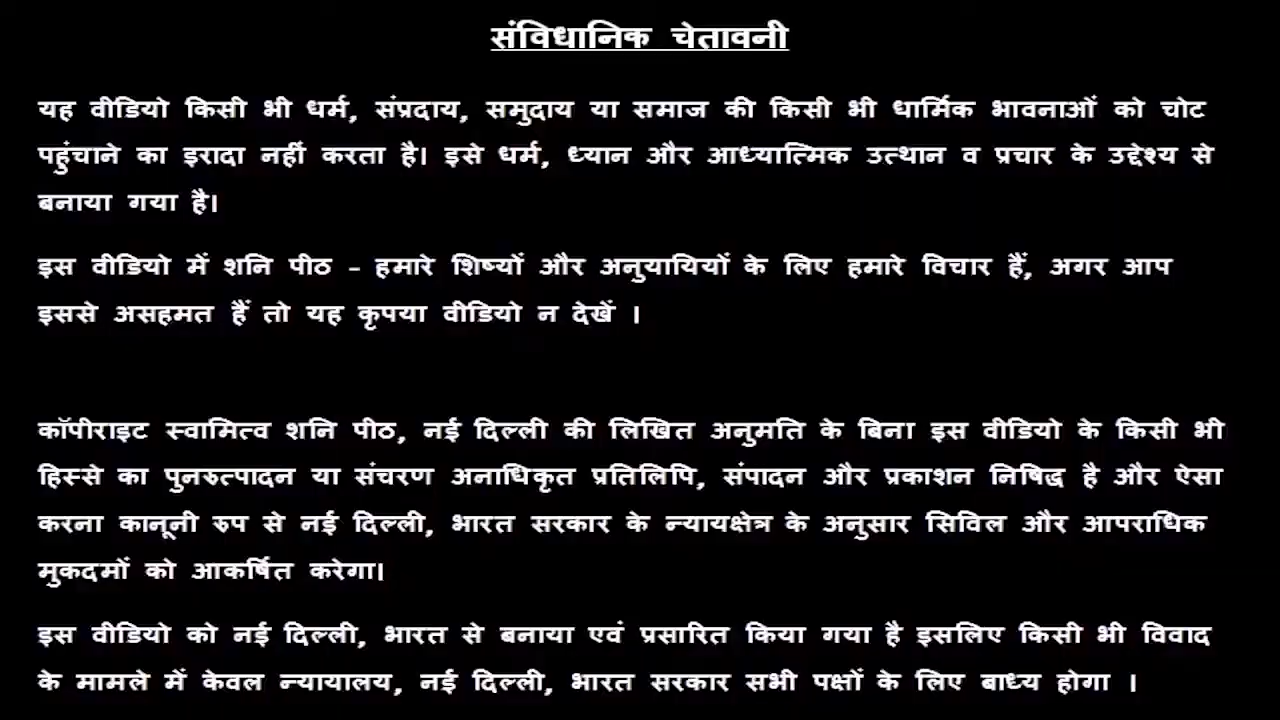 संविधानिक चेतावनी
यह वीडियो किसी भी धर्म, संप्रदाय, समुदाय या समाज की किसी भी धार्मिक भावनाओं को चोट
पहुंचाने का इरादा नहीं करता है। इसे धर्म, ध्यान और आध्यात्मिक उत्थान व प्रचार के उद्देश्य से
बनाया गया है।
इस वीडियो में शनि पीठ – हमारे शिष्यों और अनुयायियों के लिए हमारे विचार हैं, अगर आप
इससे असहमत हैं तो यह कृपया वीडियो न देखें ।
कॉपीराइट स्वामित्व शनि पीठ, नई दिल्ली की लिखित अनुमति के बिना इस वीडियो के किसी भी
हिस्से का पुनरुत्पादन या संचरण अनाधिकृत प्रतिलिपि, संपादन और प्रकाशन निषिद्ध है और ऐसा
करना कानूनी रुप से नई दिल्ली, भारत सरकार के न्यायक्षेत्र के अनुसार सिविल और आपराधिक
मुकदमों को आकर्षित करेगा।
इस वीडियो को नई दिल्ली, भारत से बनाया एवं प्रसारित किया गया है इसलिए किसी भी विवाद
के मामले में केवल न्यायालय, नई दिल्ली, भारत सरकार सभी पक्षों के लिए बाध्य होगा ।